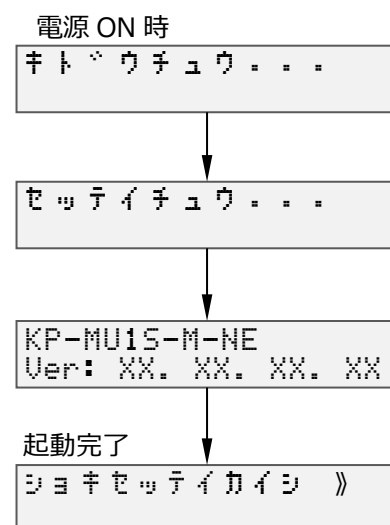 電源 ON 時
キドウチュウ...
セッテイチュウ...
KP-MU1S-M-NE
Ver: XX. XX. XX. XX
起動完了
ショキセッテイカイシ 》